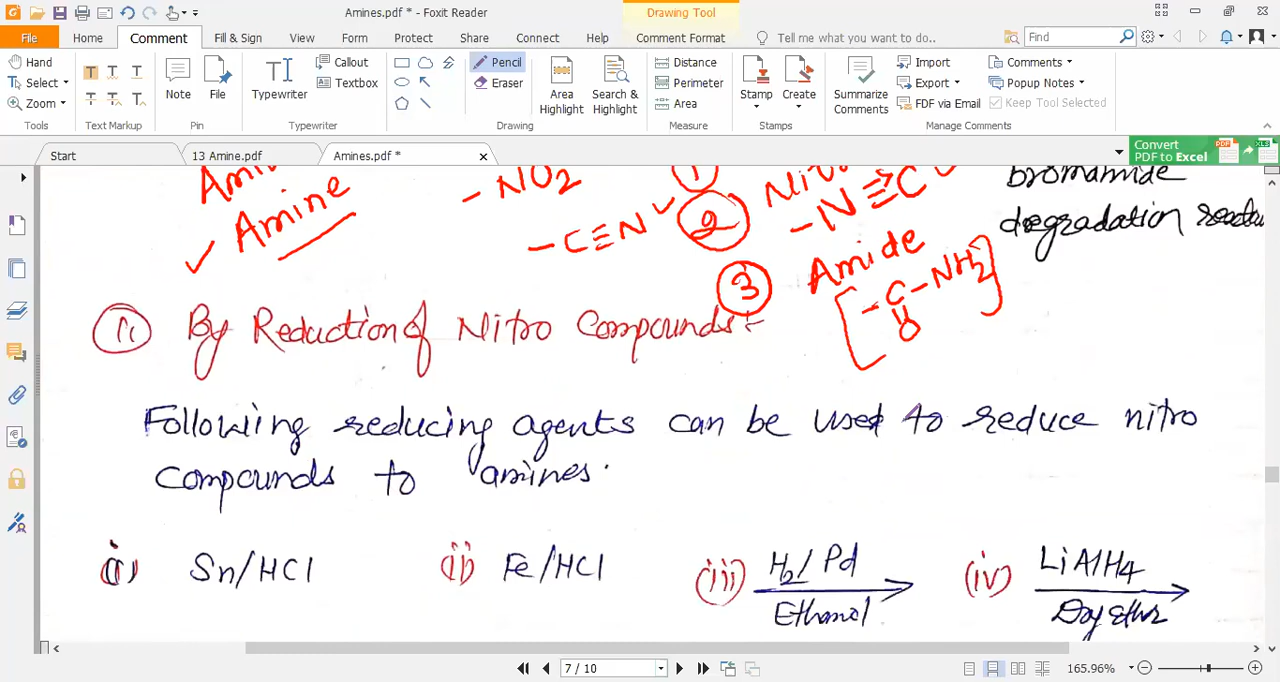 Amines.pdf * - Foxit Reader
Drawing Tool
File Home Comment Fill & Sign View Form Protect Share Connect Help Comment Format Tell me what you want to do.. Find
Hand
Select
Zoom
Tools
Text Markup
Note
File
Pin
Typewriter
Callout
Textbox
Typewriter
Pencil
Eraser
Drawing
Area Highlight
Search & Highlight
Distance
Perimeter
Area
Measure
Stamp
Create
Stamps
Summarize Comments
Import
Export
FDF via Email
Comments
Popup Notes
Keep Tool Selected
Manage Comments
Start
13 Amine.pdf
Amines.pdf *
Convert PDF to Excel
bromamide
degradation
Amine
-NO2
-C≡N
2
-N≡C
3
Amide
-C-NH2
O
By Reduction of Nitro Compounds:-
Following reducing agents can be used to reduce nitro
compounds to amines.
(i) Sn/HCl (ii) Fe/HCl (iii) H2/Pd Ethanol (iv) LiAlH4 Dry Ether
7 / 10
165.96%